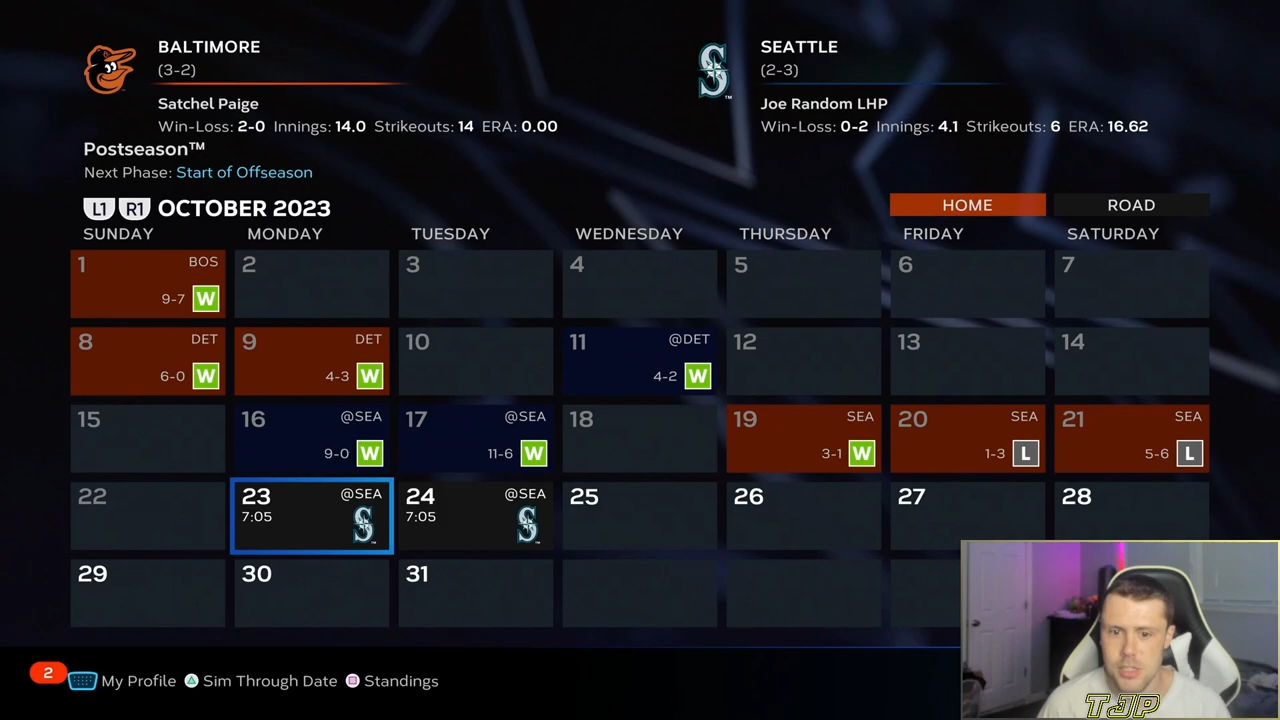 BALTIMORE
(3-2)
Satchel Paige
Win-Loss: 2-0 Innings: 14.0 Strikeouts: 14 ERA: 0.00
SEATTLE
(2-3)
Joe Random LHP
Win-Loss: 0-2 Innings: 4.1 Strikeouts: 6 ERA: 16.62
Postseason™
Next Phase: Start of Offseason
L1 R1 OCTOBER 2023
HOME ROAD
SUNDAY MONDAY TUESDAY WEDNESDAY THURSDAY FRIDAY SATURDAY
1 BOS 2 3 4 5 6 7
9-7 W
8 DET 9 DET 10 11 @DET 12 13 14
6-0 W 4-3 W 4-2 W
15 16 @SEA 17 @SEA 18 19 SEA 20 SEA 21 SEA
9-0 W 11-6 W 3-1 W 1-3 L 5-6 L
22 23 @SEA 24 @SEA 25 26 27 28
7:05 S 7:05 S
29 30 31
2 My Profile Sim Through Date Standings
TJP